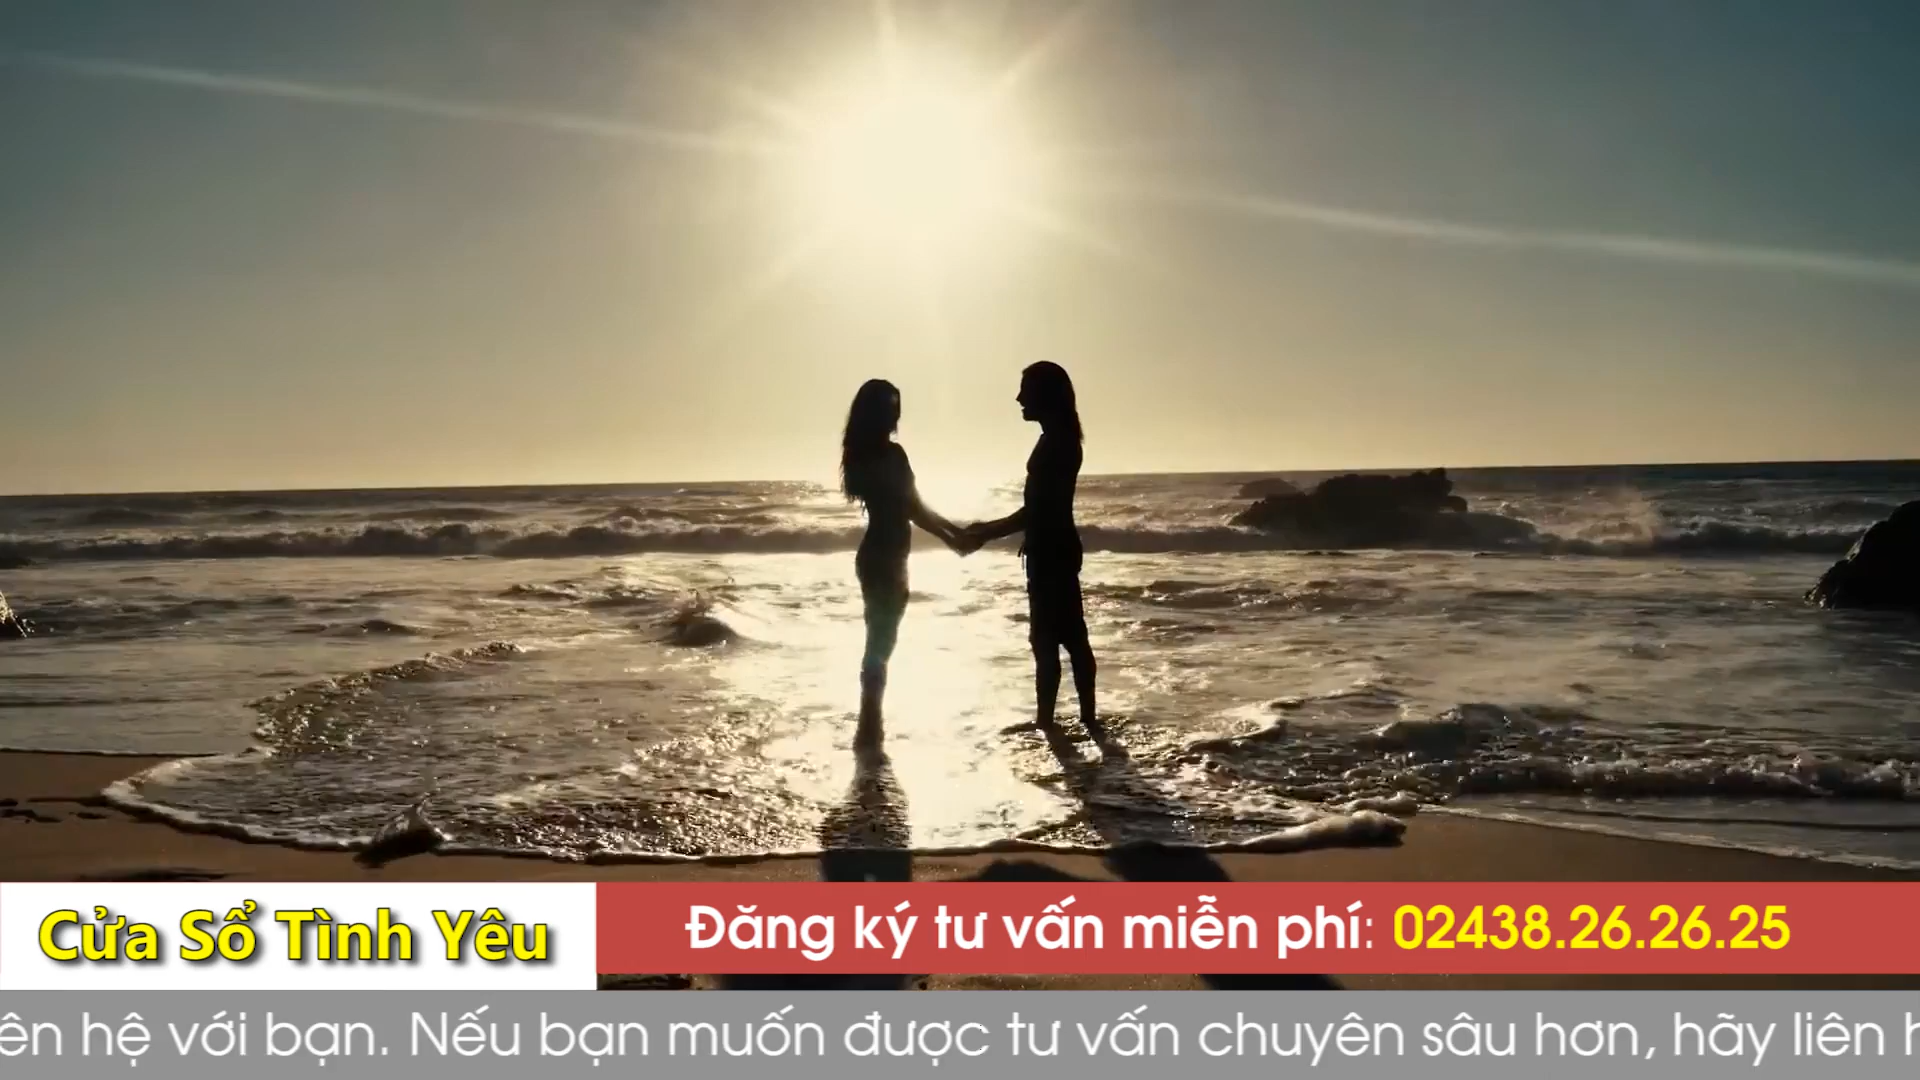 Cửa Sổ Tình Yêu
Đăng ký tư vấn miễn phí: 02438.26.26.25
hệ với bạn. Nếu bạn muốn được tư vấn chuyên sâu hơn, hãy liên